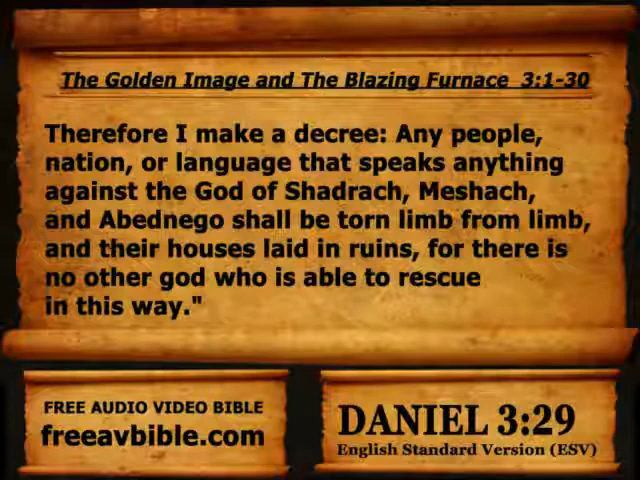 The Golden Image and The Blazing Furnace 3:1-30
Therefore I make a decree: Any people,
nation, or language that speaks anything
against the God of Shadrach, Meshach,
and Abednego shall be torn limb from limb,
and their houses laid in ruins, for there is
no other god who is able to rescue
in this way."
FREE AUDIO VIDEO BIBLE
freeavbible.com
DANIEL 3:29
English Standard Version (ESV)